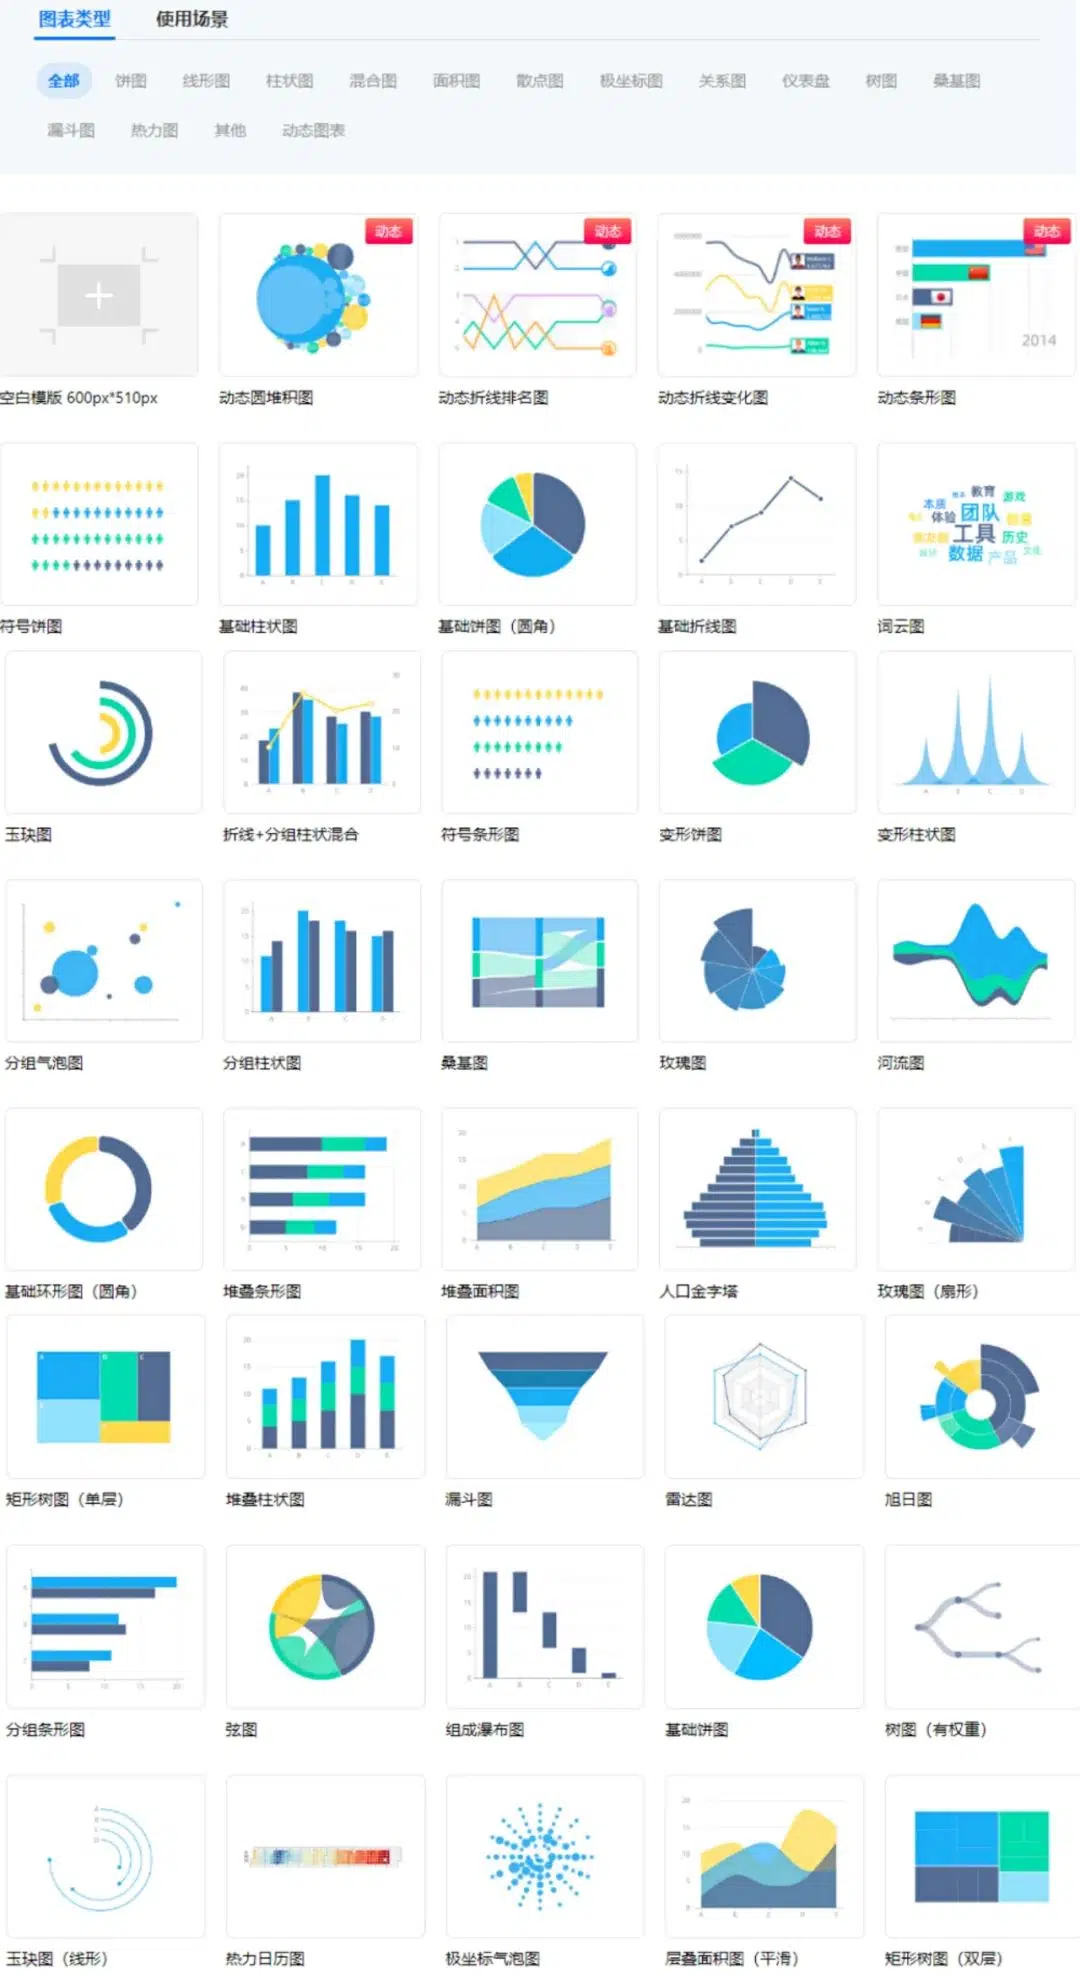 图表类型 使用场景
全部 饼图 线形图 柱状图 混合图 面积图 散点图 极坐标图 关系图 仪表盘 树图 桑基图
漏斗图 热力图 其他 动态图表
动态 动态 动态 动态
2014
空白模版 600px*510px 动态圆堆积图 动态折线排名图 动态折线变化图 动态条形图
教育 游戏
本质
体验 团队
工具 历史
数据 产品
符号饼图 基础柱状图 基础饼图（圆角） 基础折线图 词云图
玉玦图 折线+分组柱状混合 符号条形图 变形饼图 变形柱状图
分组气泡图 分组柱状图 桑基图 玫瑰图 河流图
基础环形图（圆角） 堆叠条形图 堆叠面积图 人口金字塔 玫瑰图（扇形）
矩形树图（单层） 堆叠柱状图 漏斗图 雷达图 旭日图
分组条形图 弦图 组成瀑布图 基础饼图 树图（有权重）
玉玦图（线形） 热力日历图 极坐标气泡图 层叠面积图（平滑） 矩形树图（双层）